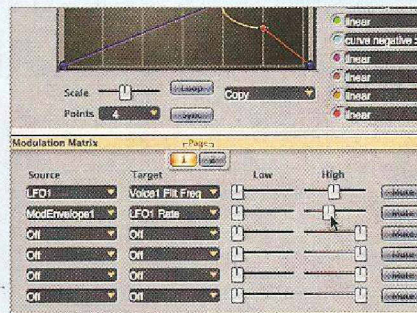 linear
curve negative
linear
linear
linear
linear
Scale
Loop
Copy
Points 4
Sync
Modulation Matrix
Page
1
Source Target Low High
LFO1 Voice1 Filt Freq Mute
ModEnvelope1 LFO1 Rate Mute
Off Off Mute
Off Off Mute
Off Off Mute
Off Off Mute